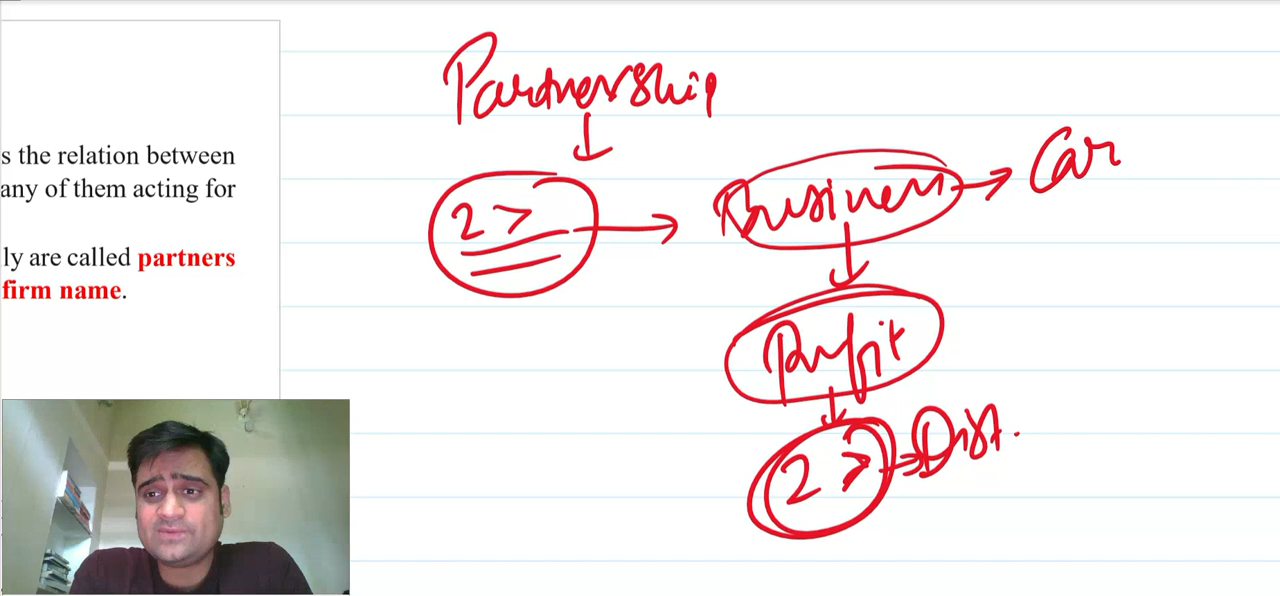 s the relation between
any of them acting for
ly are called partners
firm name.
Partnership
2 > → Business → Car
Profit
2 > → Dist.